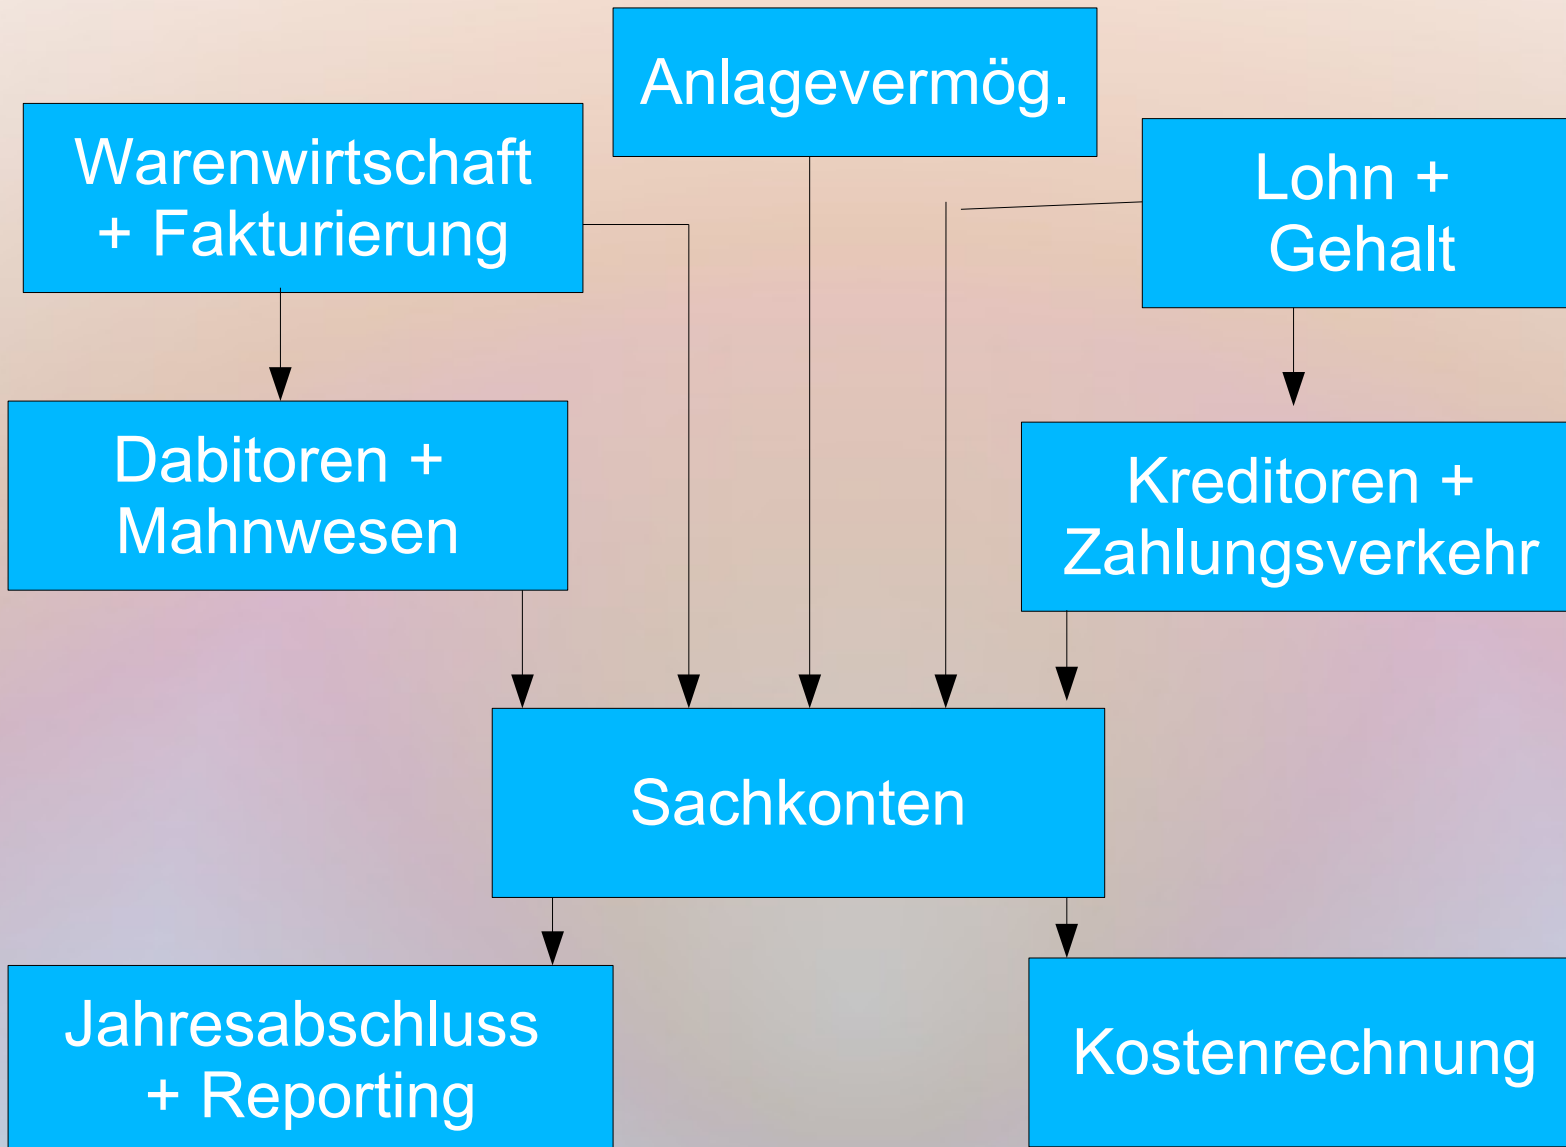 Anlagevermög.
Warenwirtschaft
+ Fakturierung
Lohn +
Gehalt
Dabitoren +
Mahnwesen
Kreditoren +
Zahlungsverkehr
Sachkonten
Jahresabschluss
+ Reporting
Kostenrechnung